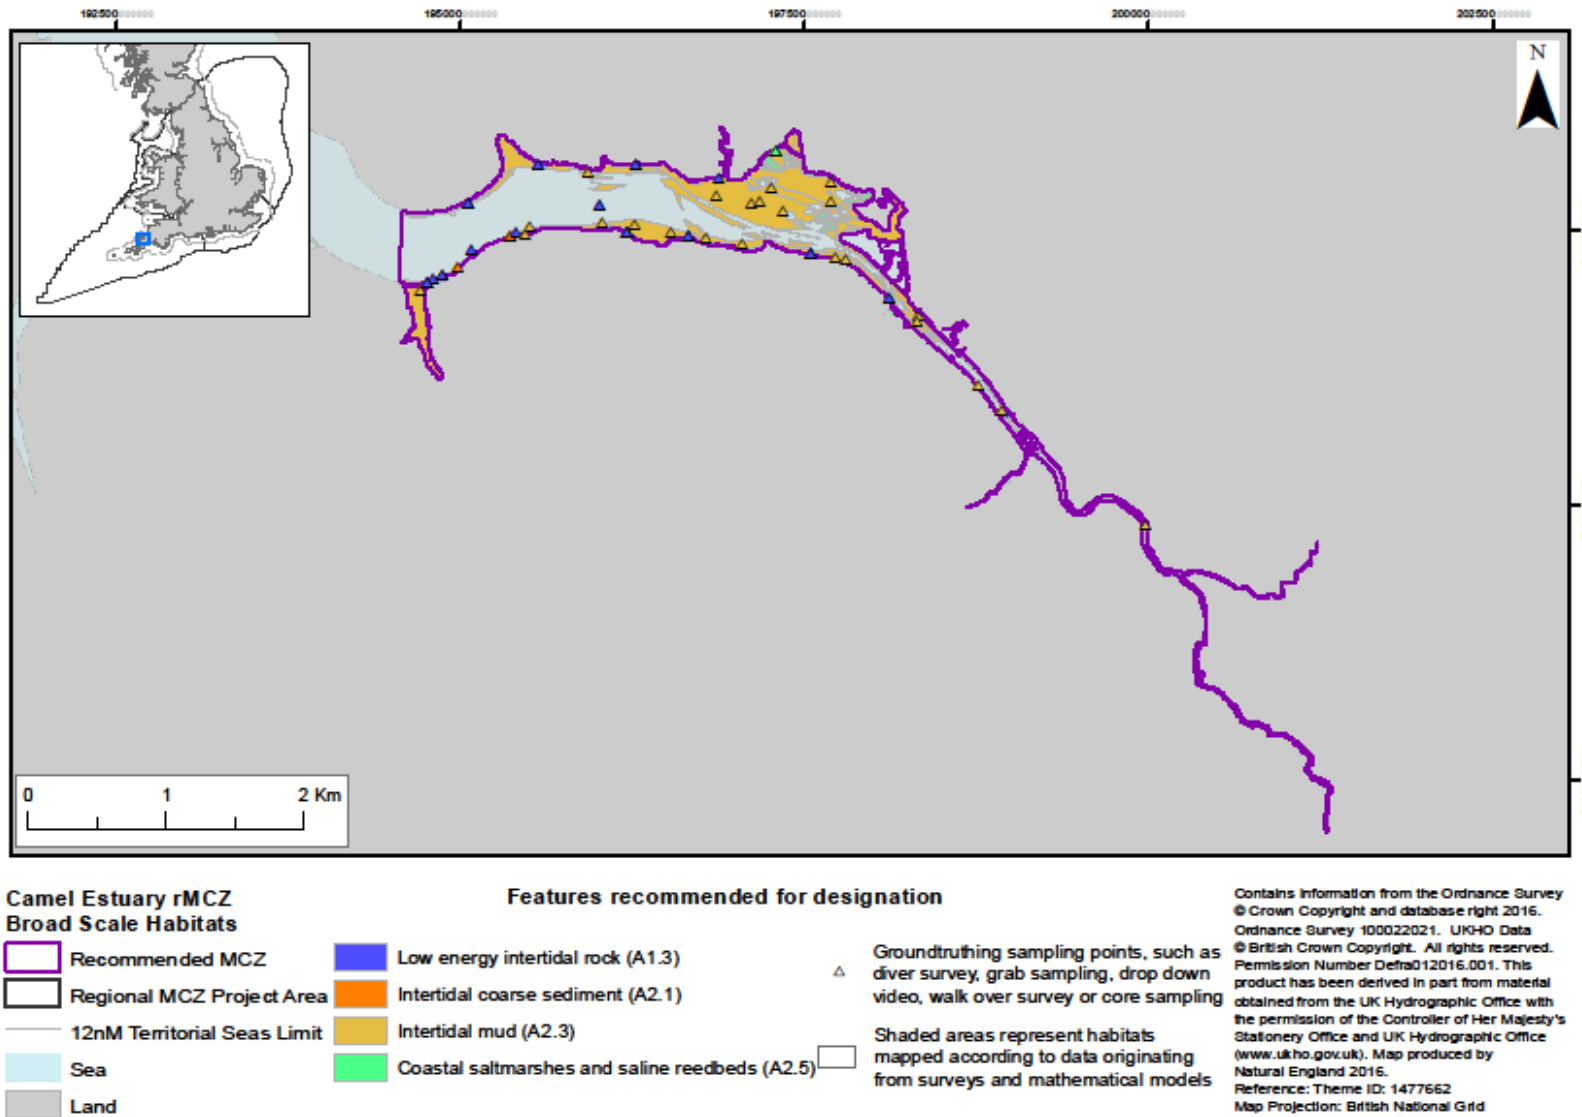 192500.000000 195000.000000 197500.000000 200000.000000 202500.000000
N
0 1 2 Km
Camel Estuary rMCZ
Broad Scale Habitats
Recommended MCZ
Regional MCZ Project Area
12nM Territorial Seas Limit
Sea
Land
Features recommended for designation
Low energy intertidal rock (A1.3)
Intertidal coarse sediment (A2.1)
Intertidal mud (A2.3)
Coastal saltmarshes and saline reedbeds (A2.5)
Groundtruthing sampling points, such as
diver survey, grab sampling, drop down
video, walk over survey or core sampling
Shaded areas represent habitats
mapped according to data originating
from surveys and mathematical models
Contains Information from the Ordnance Survey
© Crown Copyright and database right 2016.
Ordnance Survey 100022021. UKHO Data
© British Crown Copyright. All rights reserved.
Permission Number Defra012016.001. This
product has been derived in part from material
obtained from the UK Hydrographic Office with
the permission of the Controller of Her Majesty's
Stationery Office and UK Hydrographic Office
(www.ukho.gov.uk). Map produced by
Natural England 2016.
Reference: Theme ID: 1477662
Map Projection: British National Grid